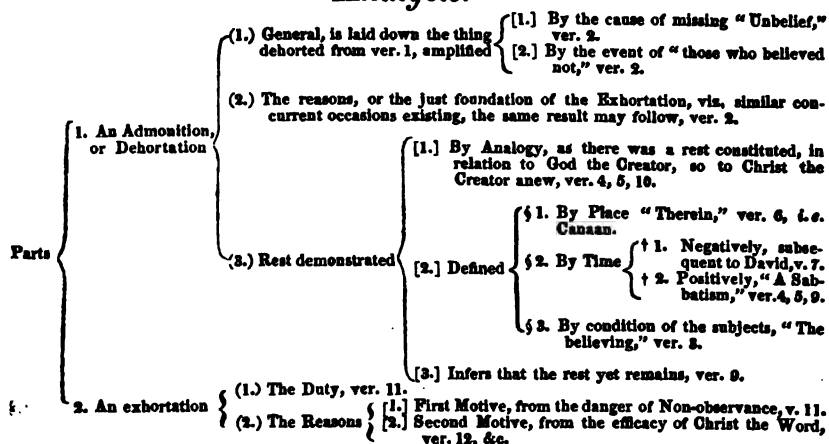 Analysis.
(1.) General, is laid down the thing
dehorted from ver. 1, amplified
[1.] By the cause of missing “Unbelief,”
ver. 2.
[2.] By the event of “those who believed
not,” ver. 2.
(2.) The reasons, or the just foundation of the Exhortation, viz. similar con-
current occasions existing, the same result may follow, ver. 2.
1. An Admonition,
or Dehortation
[1.] By Analogy, as there was a rest constituted, in
relation to God the Creator, so to Christ the
Creator anew, ver. 4, 5, 10.
Parts
(3.) Rest demonstrated
[2.] Defined
§ 1. By Place “Therein,” ver. 6, i.e.
Canaan.
§ 2. By Time
† 1. Negatively, subse-
quent to David, v. 7.
† 2. Positively, “A Sab-
batism,” ver. 4, 5, 9.
§ 3. By condition of the subjects, “The
believing,” ver. 3.
[3.] Infers that the rest yet remains, ver. 9.
2. An exhortation
(1.) The Duty, ver. 11.
(2.) The Reasons
[1.] First Motive, from the danger of Non-observance, v. 11.
[2.] Second Motive, from the efficacy of Christ the Word,
ver. 12, &c.